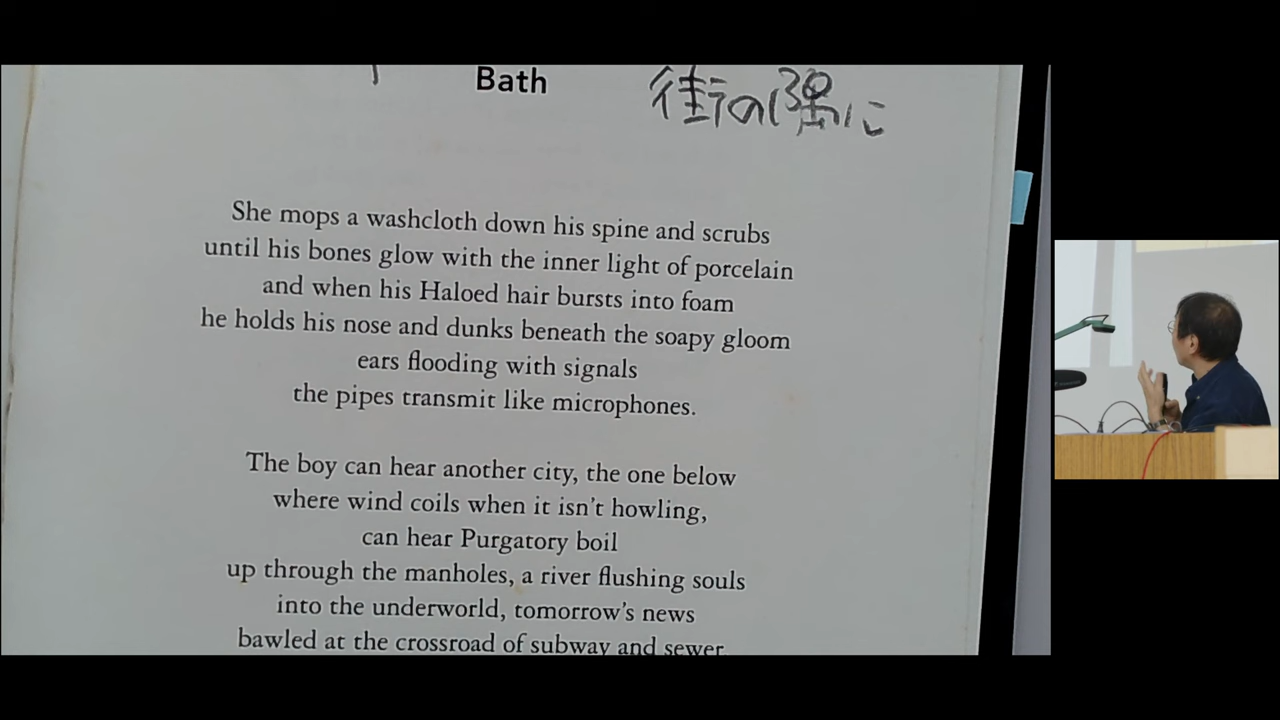 Bath
街の隅に
She mops a washcloth down his spine and scrubs
until his bones glow with the inner light of porcelain
and when his Haloed hair bursts into foam
he holds his nose and dunks beneath the soapy gloom
ears flooding with signals
the pipes transmit like microphones.
The boy can hear another city, the one below
where wind coils when it isn't howling,
can hear Purgatory boil
up through the manholes, a river flushing souls
into the underworld, tomorrow's news
bawled at the crossroad of subway and sewer